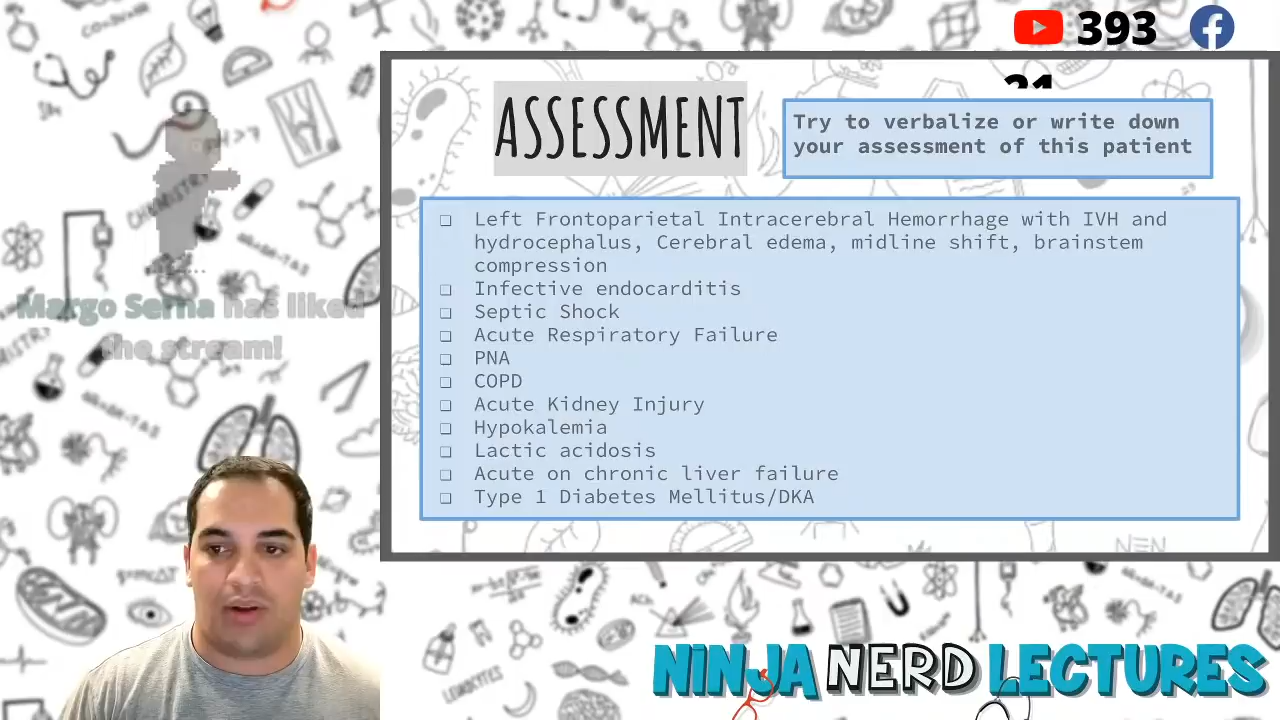 393
ASSESSMENT
Try to verbalize or write down
your assessment of this patient
❏ Left Frontoparietal Intracerebral Hemorrhage with IVH and
hydrocephalus, Cerebral edema, midline shift, brainstem
compression
❏ Infective endocarditis
❏ Septic Shock
❏ Acute Respiratory Failure
❏ PNA
❏ COPD
❏ Acute Kidney Injury
❏ Hypokalemia
❏ Lactic acidosis
❏ Acute on chronic liver failure
❏ Type 1 Diabetes Mellitus/DKA
Margo Serna has liked
the stream!
NINJA NERD LECTURES